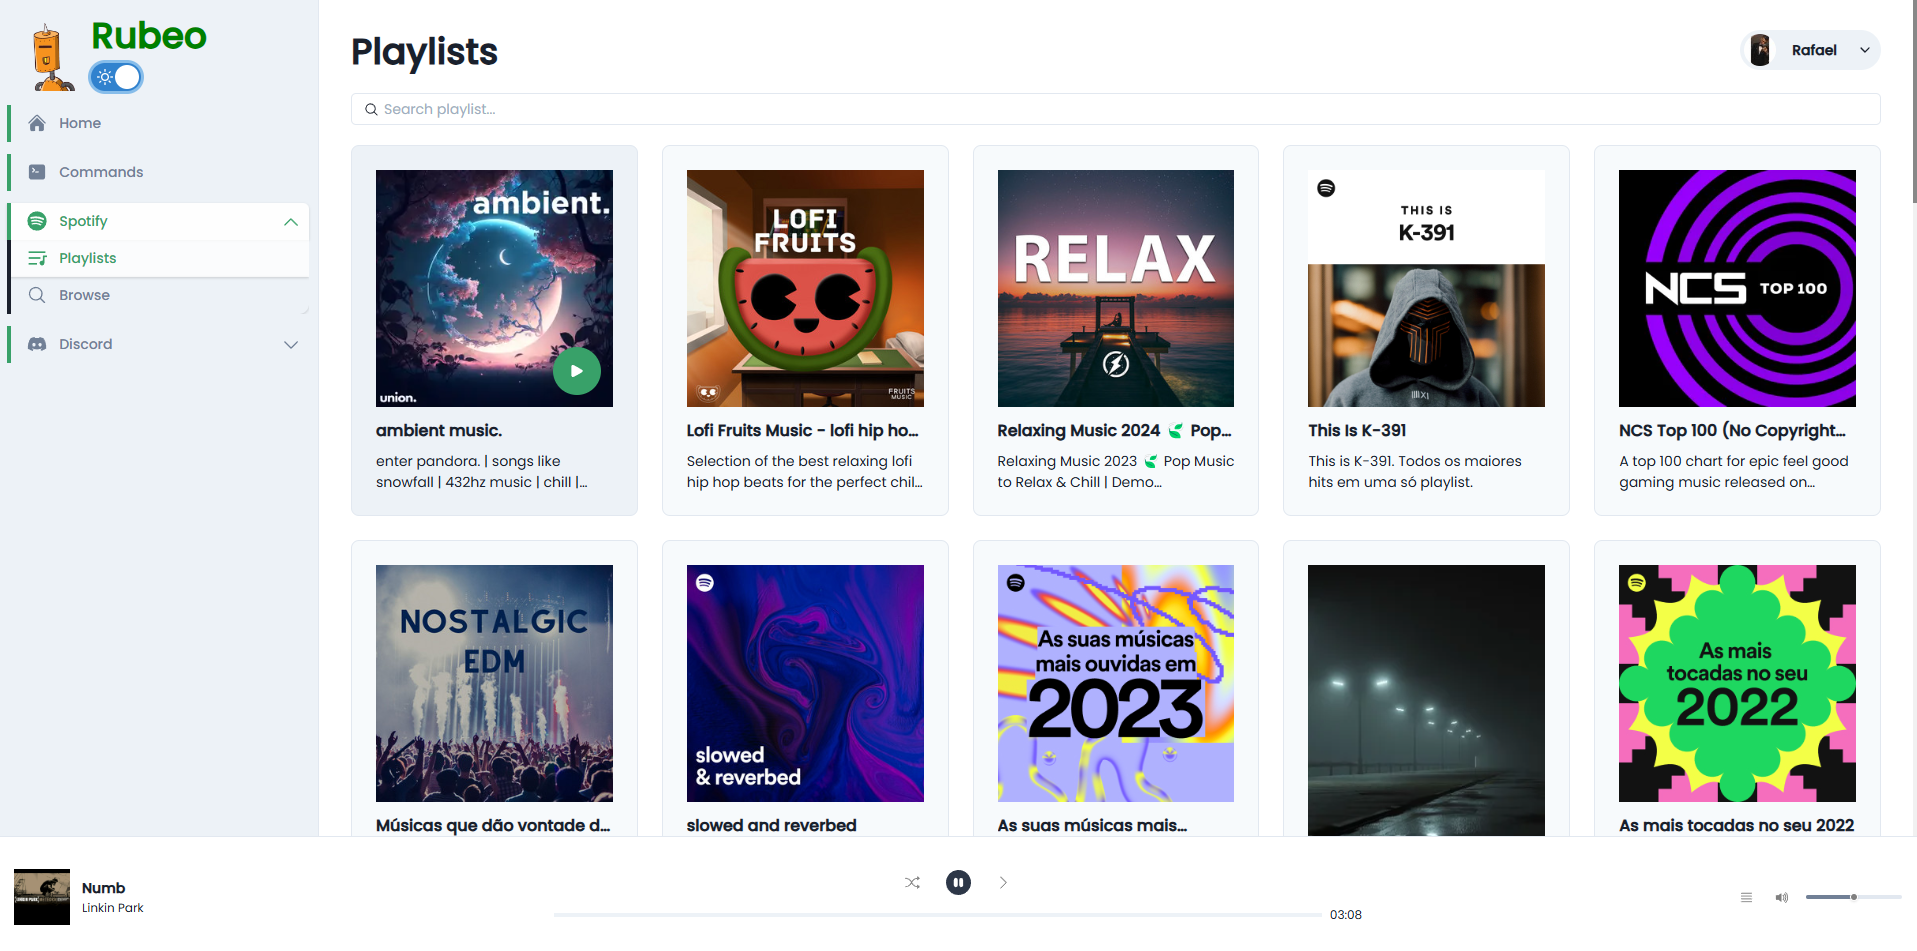 Rubeo
Home
Commands
Spotify
Playlists
Browse
Discord
Playlists
Rafael
Search playlist...
ambient.
union.
ambient music.
enter pandora. | songs like
snowfall | 432hz music | chill |...
LOFI
FRUITS
FRUITS
MUSIC
Lofi Fruits Music - lofi hip ho...
Selection of the best relaxing lofi
hip hop beats for the perfect chil...
RELAX
Relaxing Music 2024 🍃 Pop...
Relaxing Music 2023 🍃 Pop Music
to Relax & Chill | Demo...
THIS IS
K-391
This Is K-391
This is K-391. Todos os maiores
hits em uma só playlist.
NCS TOP 100
NCS Top 100 (No Copyright...
A top 100 chart for epic feel good
gaming music released on...
NOSTALGIC
EDM
Músicas que dão vontade d...
slowed
& reverbed
slowed and reverbed
As suas músicas
mais ouvidas em
2023
As suas músicas mais...
As mais
tocadas no seu
2022
As mais tocadas no seu 2022
Numb
Linkin Park
03:08